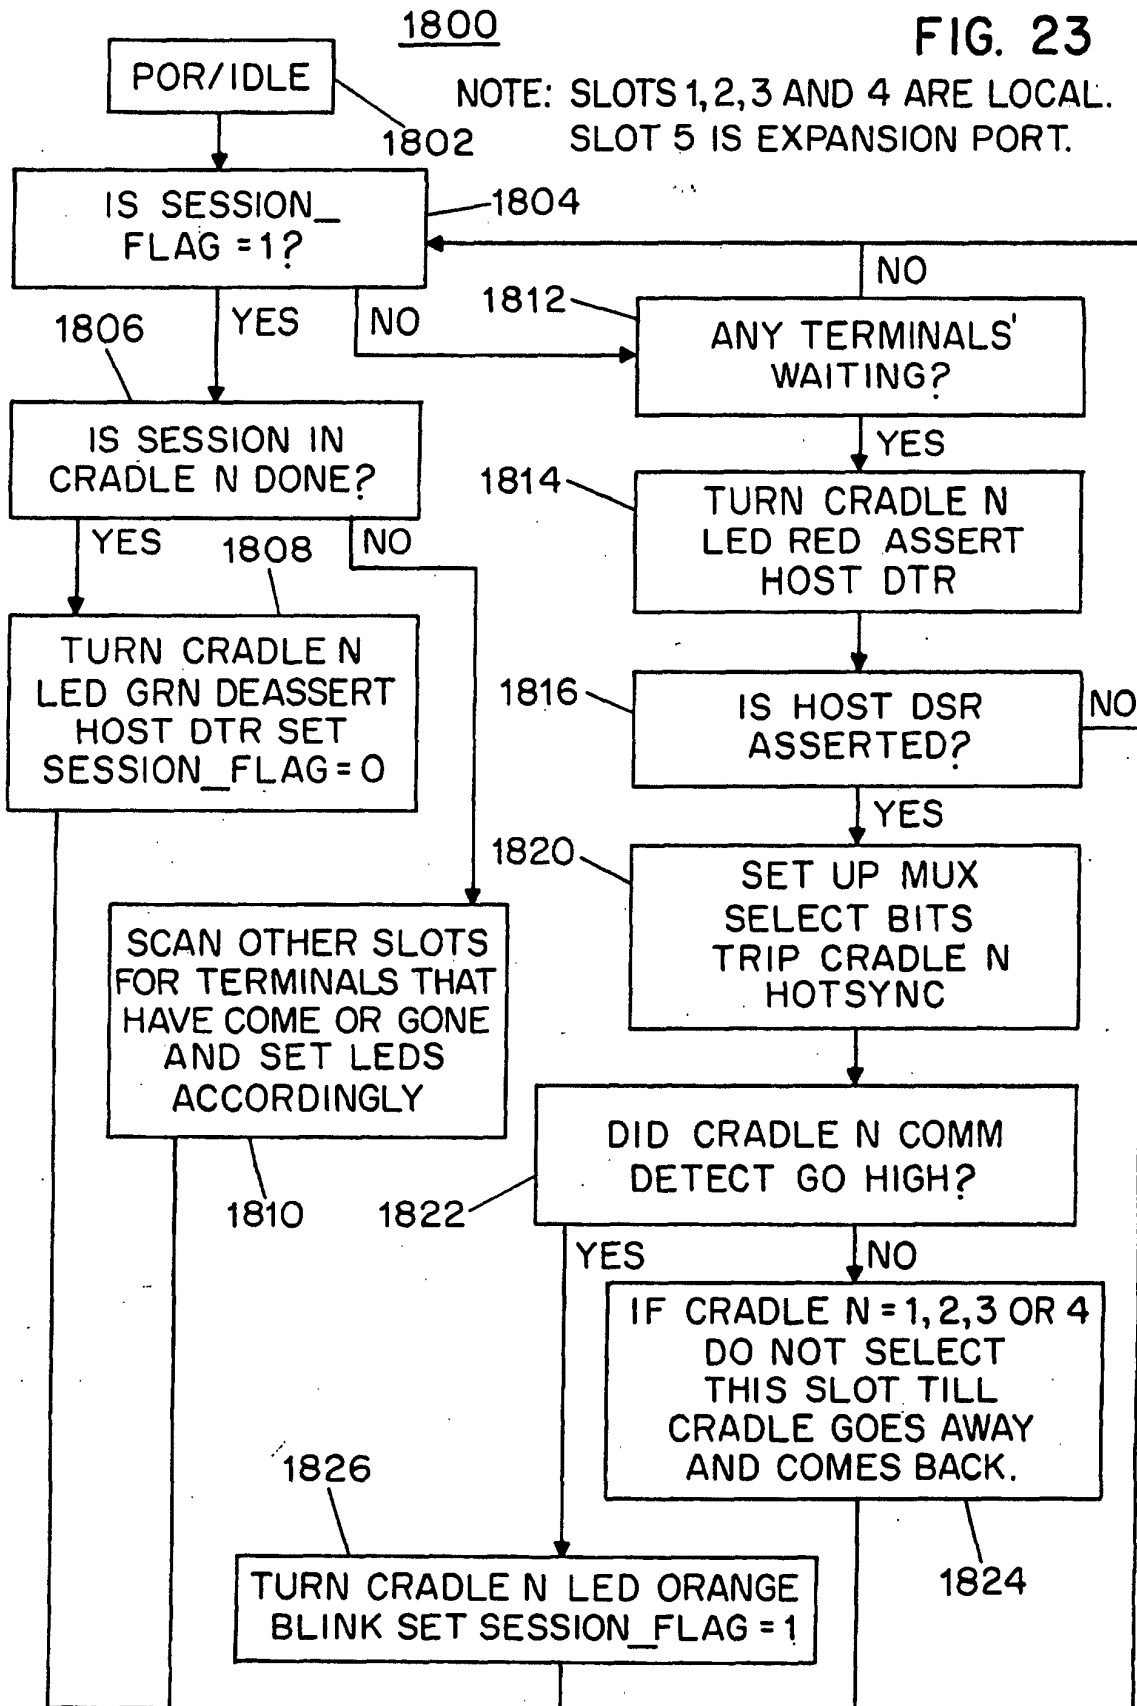 1800
FIG. 23
POR/IDLE
NOTE: SLOTS 1,2,3 AND 4 ARE LOCAL.
SLOT 5 IS EXPANSION PORT.
1802
IS SESSION_
FLAG = 1?
1804
YES
NO
NO
1812
ANY TERMINALS'
WAITING?
1806
IS SESSION IN
CRADLE N DONE?
YES
1814
TURN CRADLE N
LED RED ASSERT
HOST DTR
YES
1808
NO
TURN CRADLE N
LED GRN DEASSERT
HOST DTR SET
SESSION_FLAG = 0
1816
IS HOST DSR
ASSERTED?
NO
YES
1820
SET UP MUX
SELECT BITS
TRIP CRADLE N
HOTSYNC
SCAN OTHER SLOTS
FOR TERMINALS THAT
HAVE COME OR GONE
AND SET LEDS
ACCORDINGLY
1810
1822
DID CRADLE N COMM
DETECT GO HIGH?
YES
NO
IF CRADLE N = 1,2,3 OR 4
DO NOT SELECT
THIS SLOT TILL
CRADLE GOES AWAY
AND COMES BACK.
1826
1824
TURN CRADLE N LED ORANGE
BLINK SET SESSION_FLAG = 1